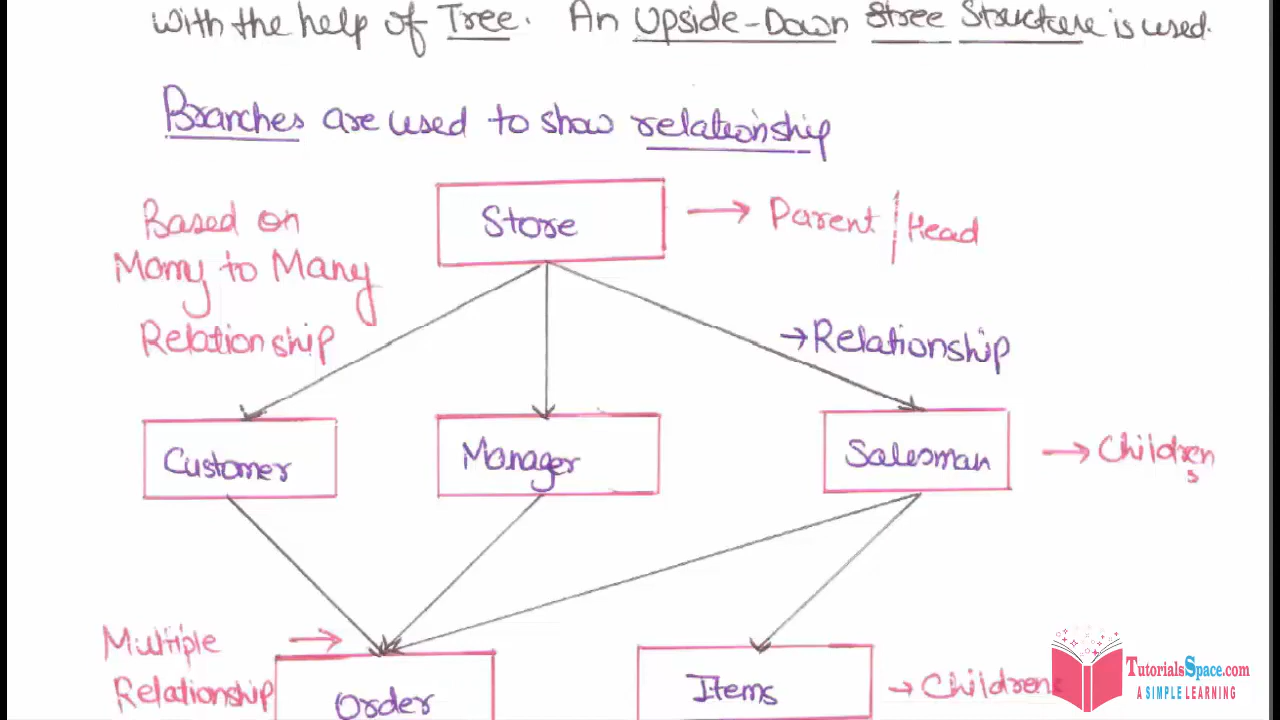 with the help of Tree. An Upside-Down Stree Structure is used.
Branches are used to show relationship
Store
→ Parent | Head
Based on
Many to Many
Relationship
→ Relationship
Customer
Manager
Salesman
→ Children
s
Multiple →
Relationship
Order
Items
→ Childrens
TutorialsSpace.com
A SIMPLE LEARNING